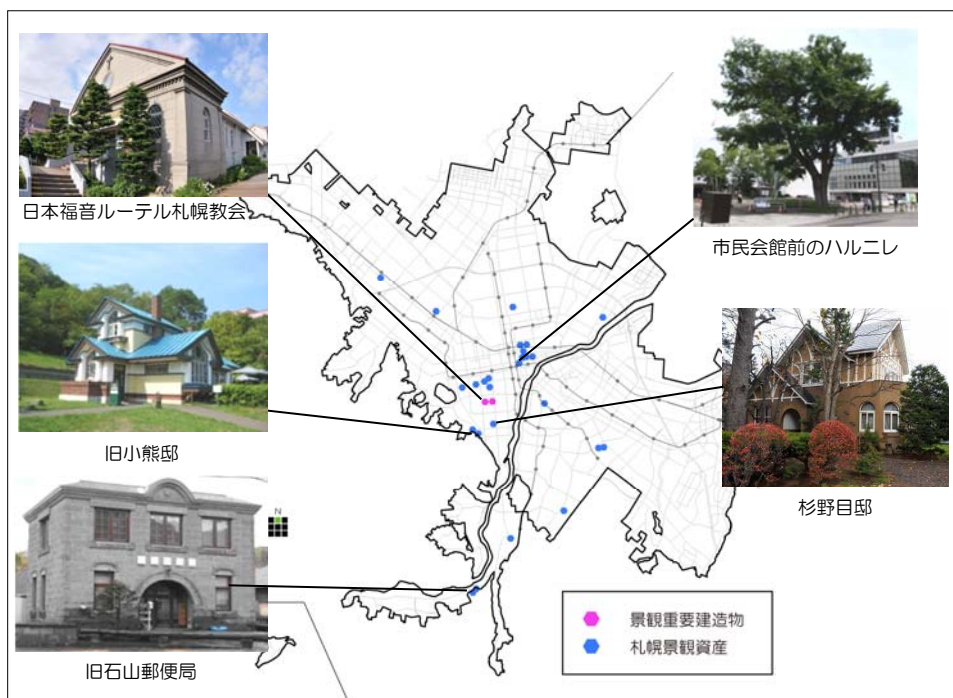 日本福音ルーテル札幌教会
市民会館前のハルニレ
旧小熊邸
杉野目邸
N
旧石山郵便局
景観重要建造物
札幌景観資産